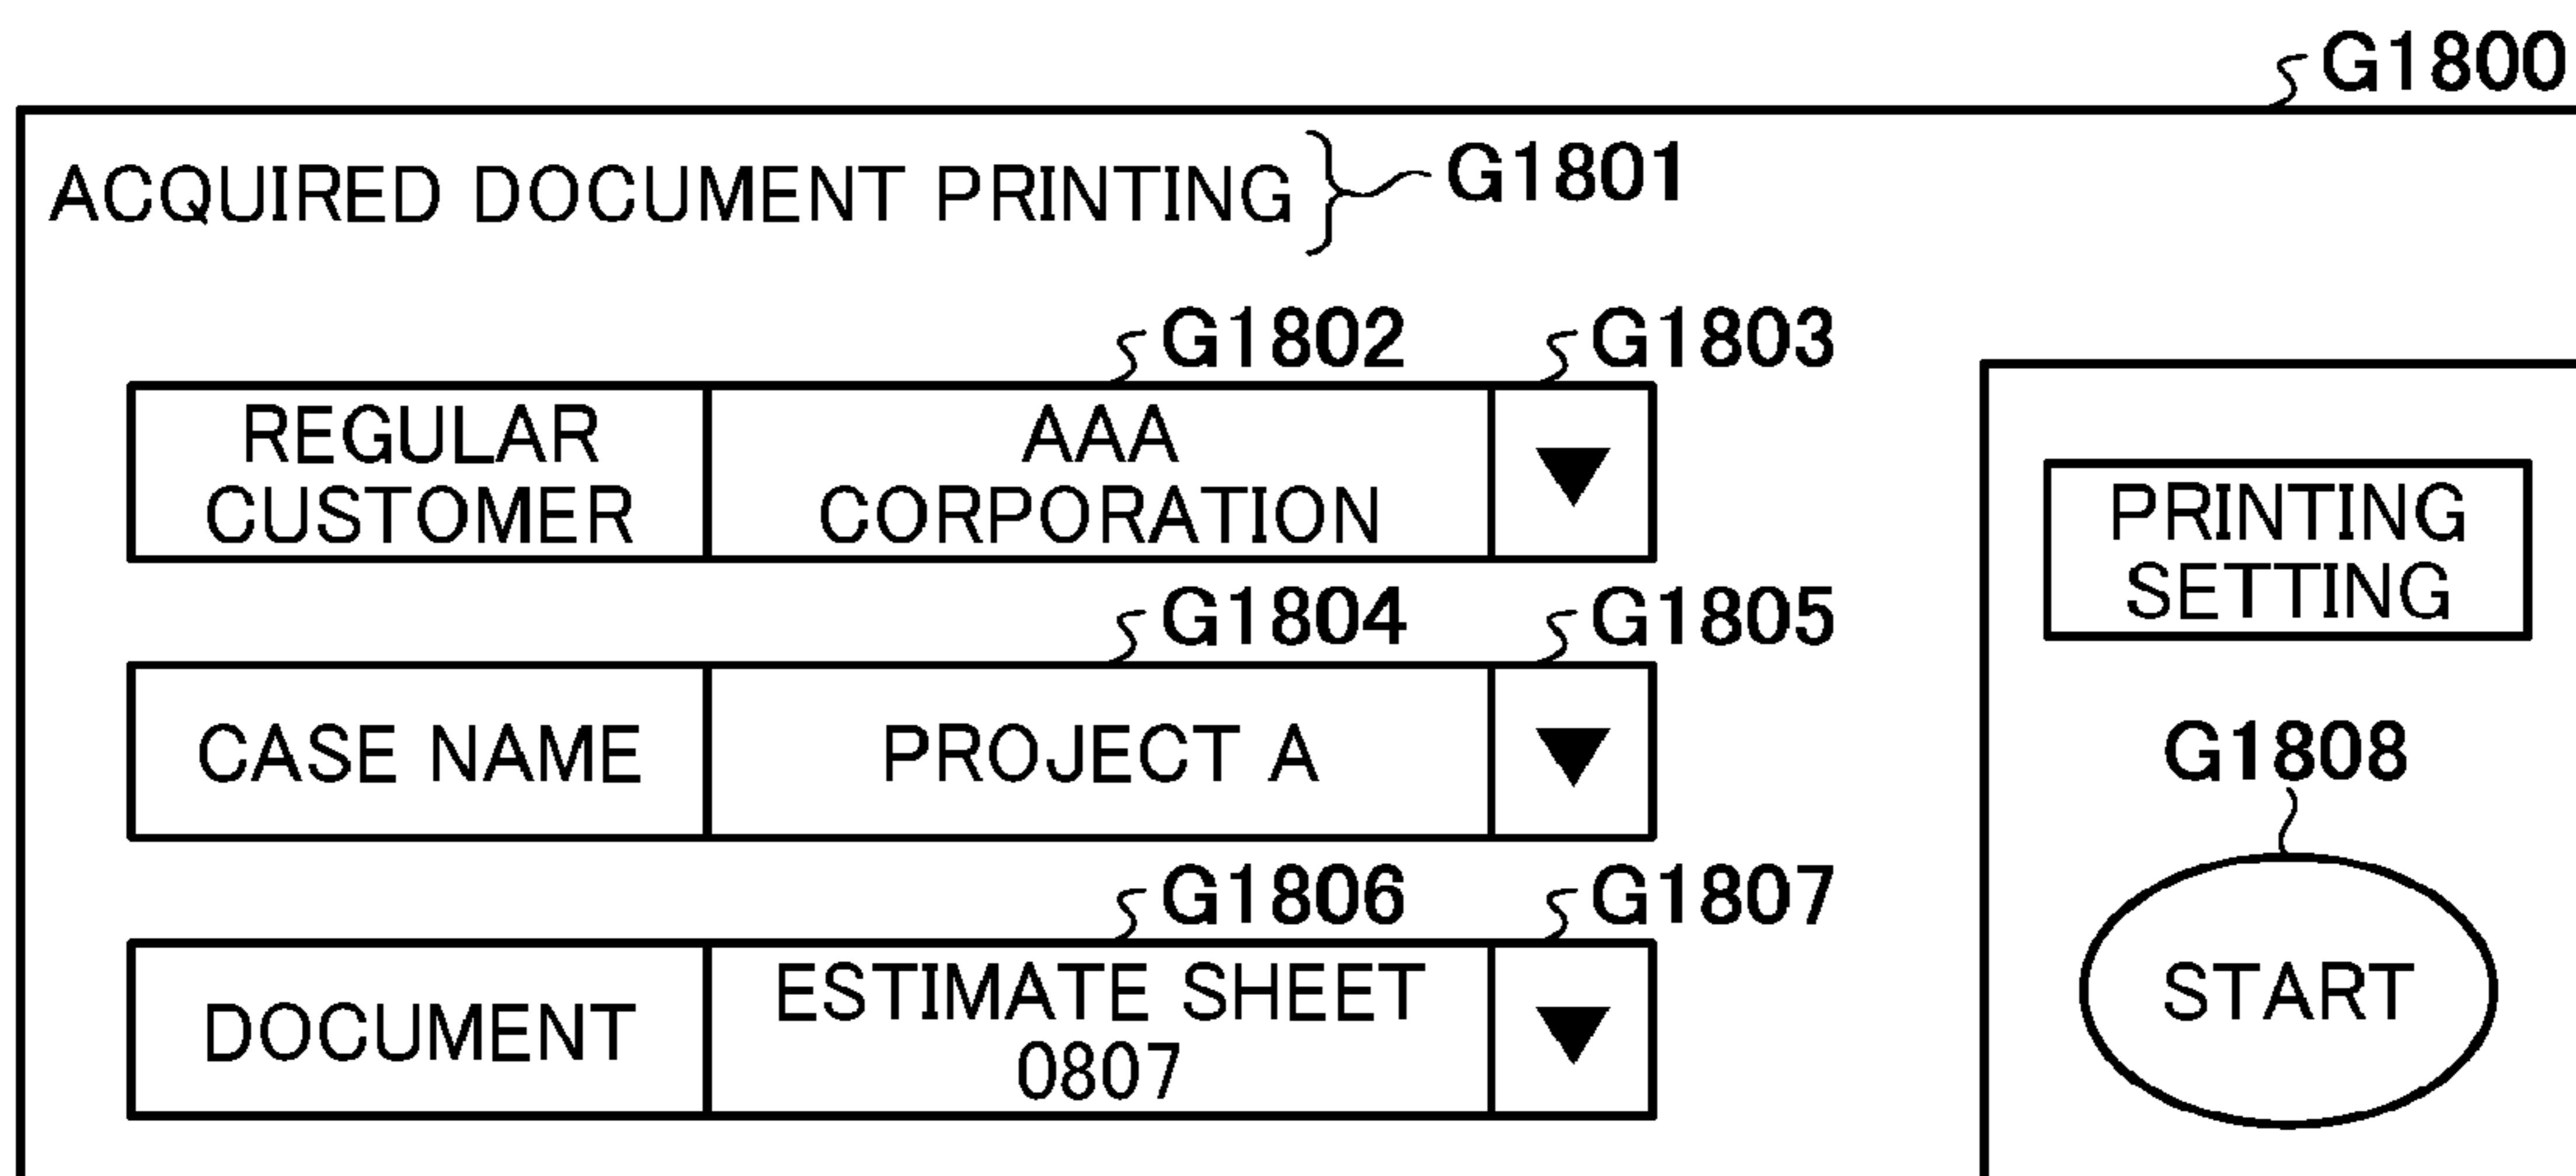 G1800
ACQUIRED DOCUMENT PRINTING
G1801
G1802
G1803
REGULAR
CUSTOMER
AAA
CORPORATION
▼
G1804
G1805
CASE NAME
PROJECT A
▼
G1806
G1807
DOCUMENT
ESTIMATE SHEET
0807
▼
PRINTING
SETTING
G1808
START